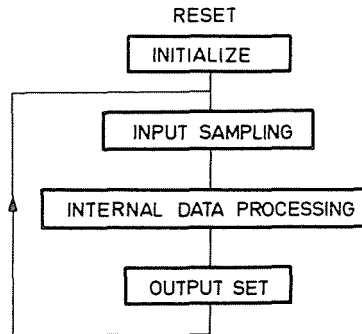 RESET
INITIALIZE
INPUT SAMPLING
INTERNAL DATA PROCESSING
OUTPUT SET